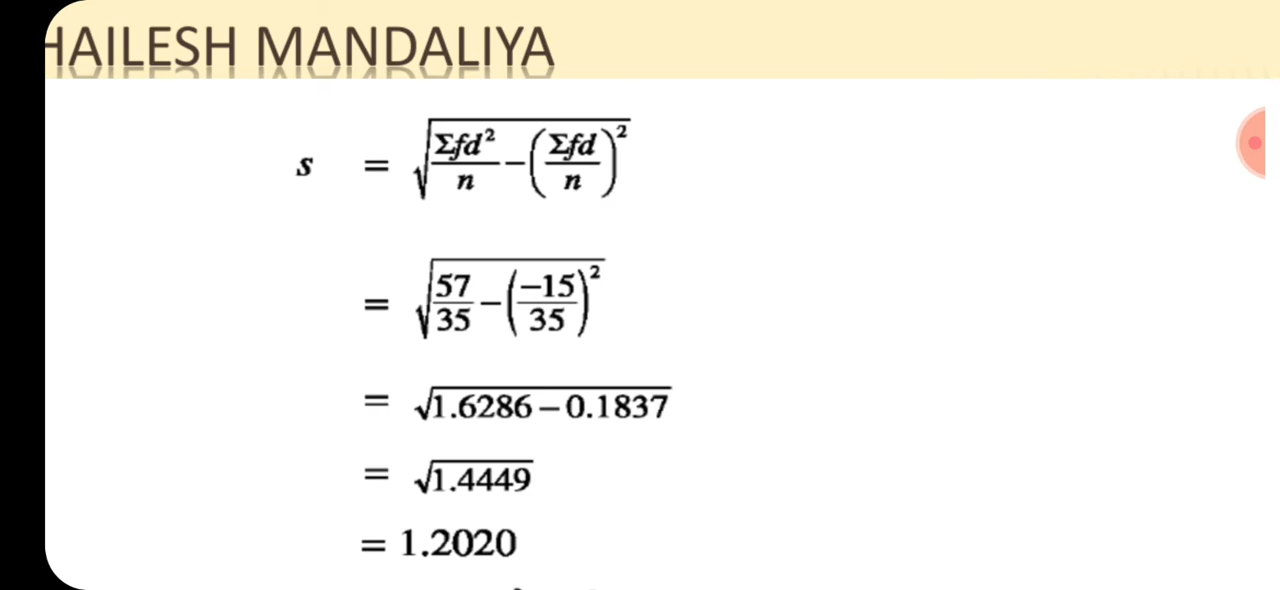 HAILESH MANDALIYA
s = √(Σfd²/n − (Σfd/n)²)
= √(57/35 − (−15/35)²)
= √1.6286 – 0.1837
= √1.4449
= 1.2020